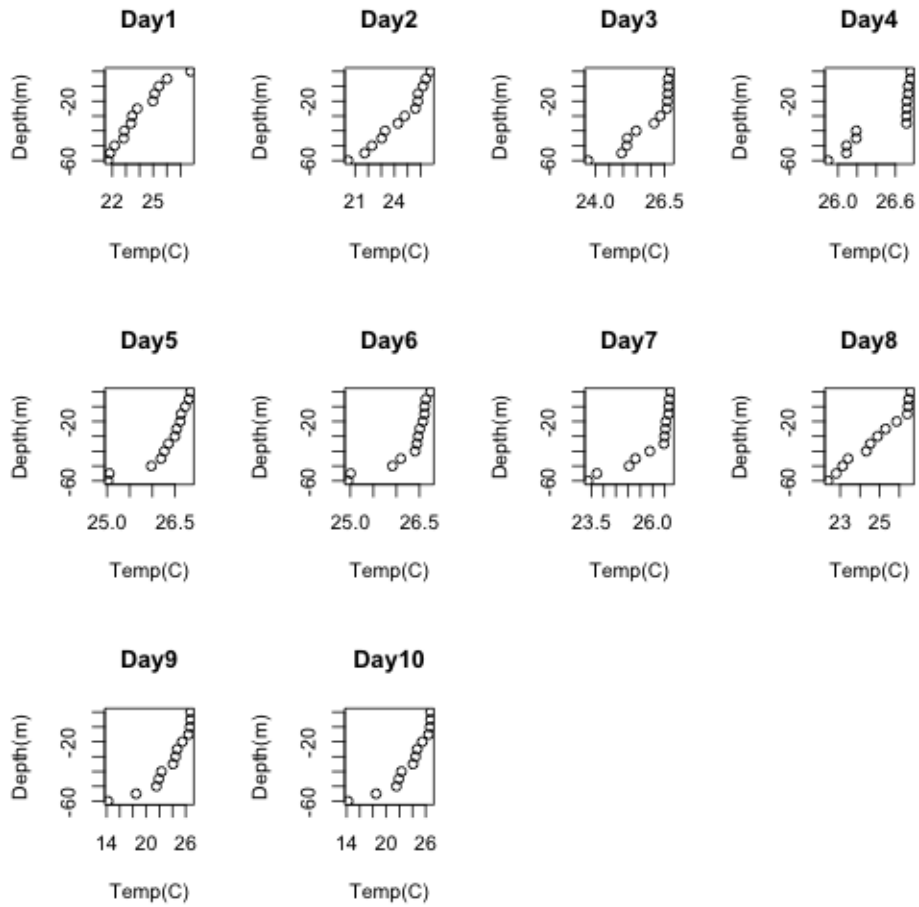 Day1
Day2
Day3
Day4
Depth(m)
-20
-60
22 25
Temp(C)
Depth(m)
-20
-60
21 24
Temp(C)
Depth(m)
-20
-60
24.0 26.5
Temp(C)
Depth(m)
-20
-60
26.0 26.6
Temp(C)
Day5
Day6
Day7
Day8
Depth(m)
-20
-60
25.0 26.5
Temp(C)
Depth(m)
-20
-60
25.0 26.5
Temp(C)
Depth(m)
-20
-60
23.5 26.0
Temp(C)
Depth(m)
-20
-60
23 25
Temp(C)
Day9
Day10
Depth(m)
-20
-60
14 20 26
Temp(C)
Depth(m)
-20
-60
14 20 26
Temp(C)